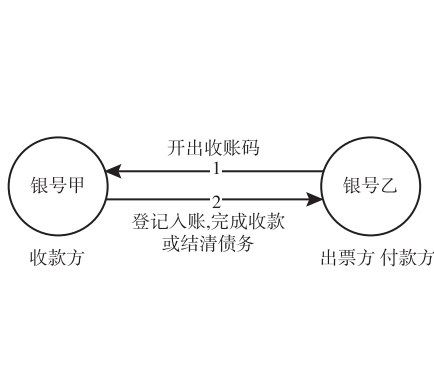 开出收账码
1
银号甲
银号乙
2
登记入账,完成收款
或结清债务
收款方
出票方 付款方